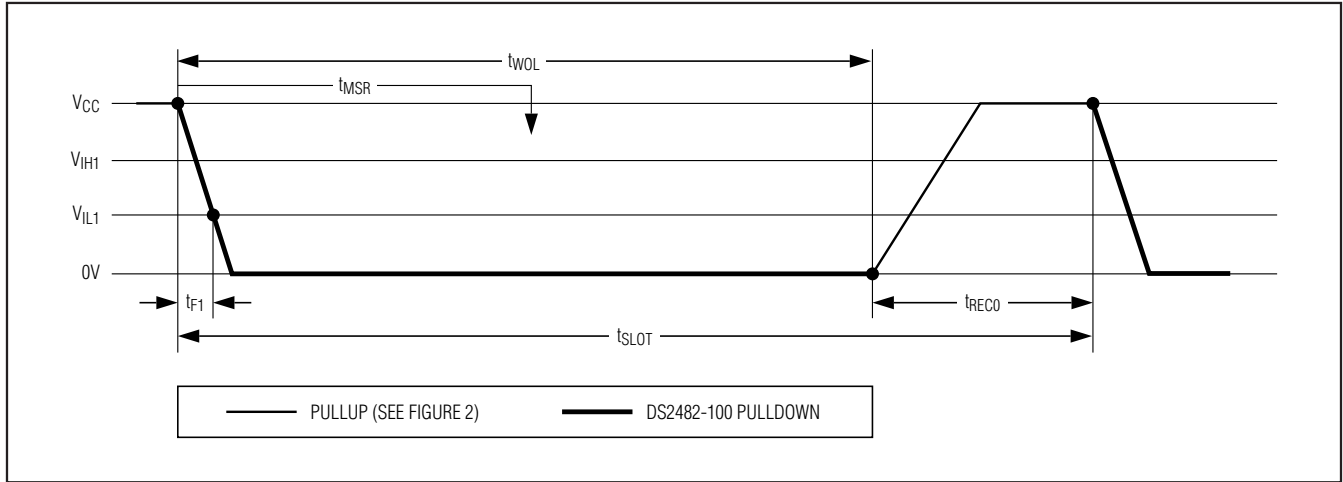 tWOL
tMSR
VCC
VIH1
VIL1
0V
tF1
tREC0
tSLOT
PULLUP (SEE FIGURE 2)
DS2482-100 PULLDOWN